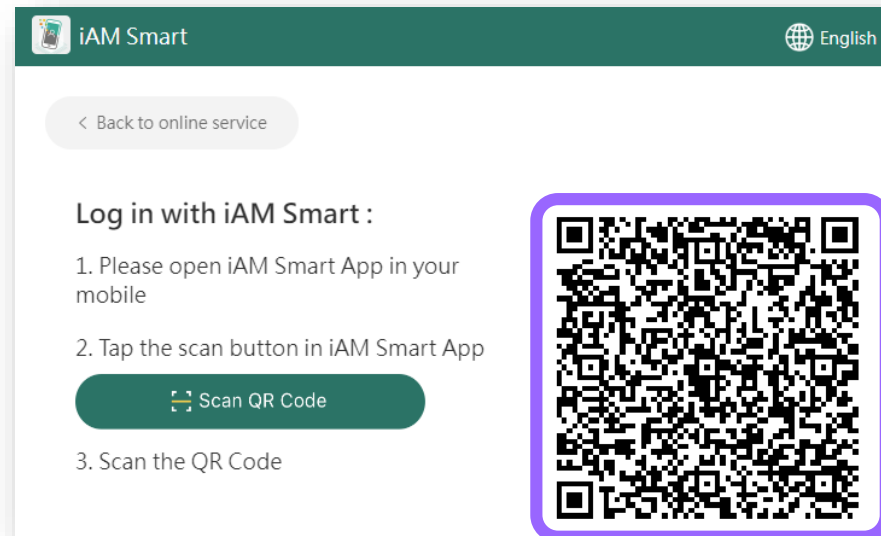 iAM Smart
English
< Back to online service
Log in with iAM Smart :
1. Please open iAM Smart App in your
mobile
2. Tap the scan button in iAM Smart App
Scan QR Code
3. Scan the QR Code